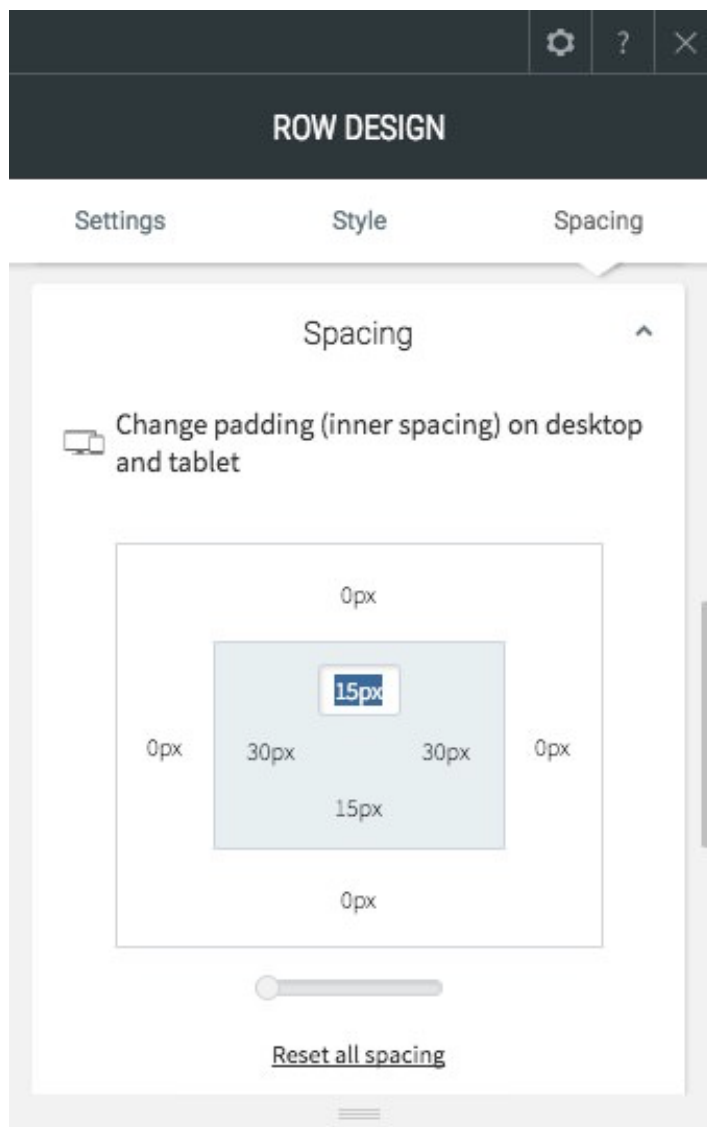 ?
ROW DESIGN
Settings Style Spacing
Spacing
Change padding (inner spacing) on desktop
and tablet
0px
15px
0px 30px 30px 0px
15px
0px
Reset all spacing